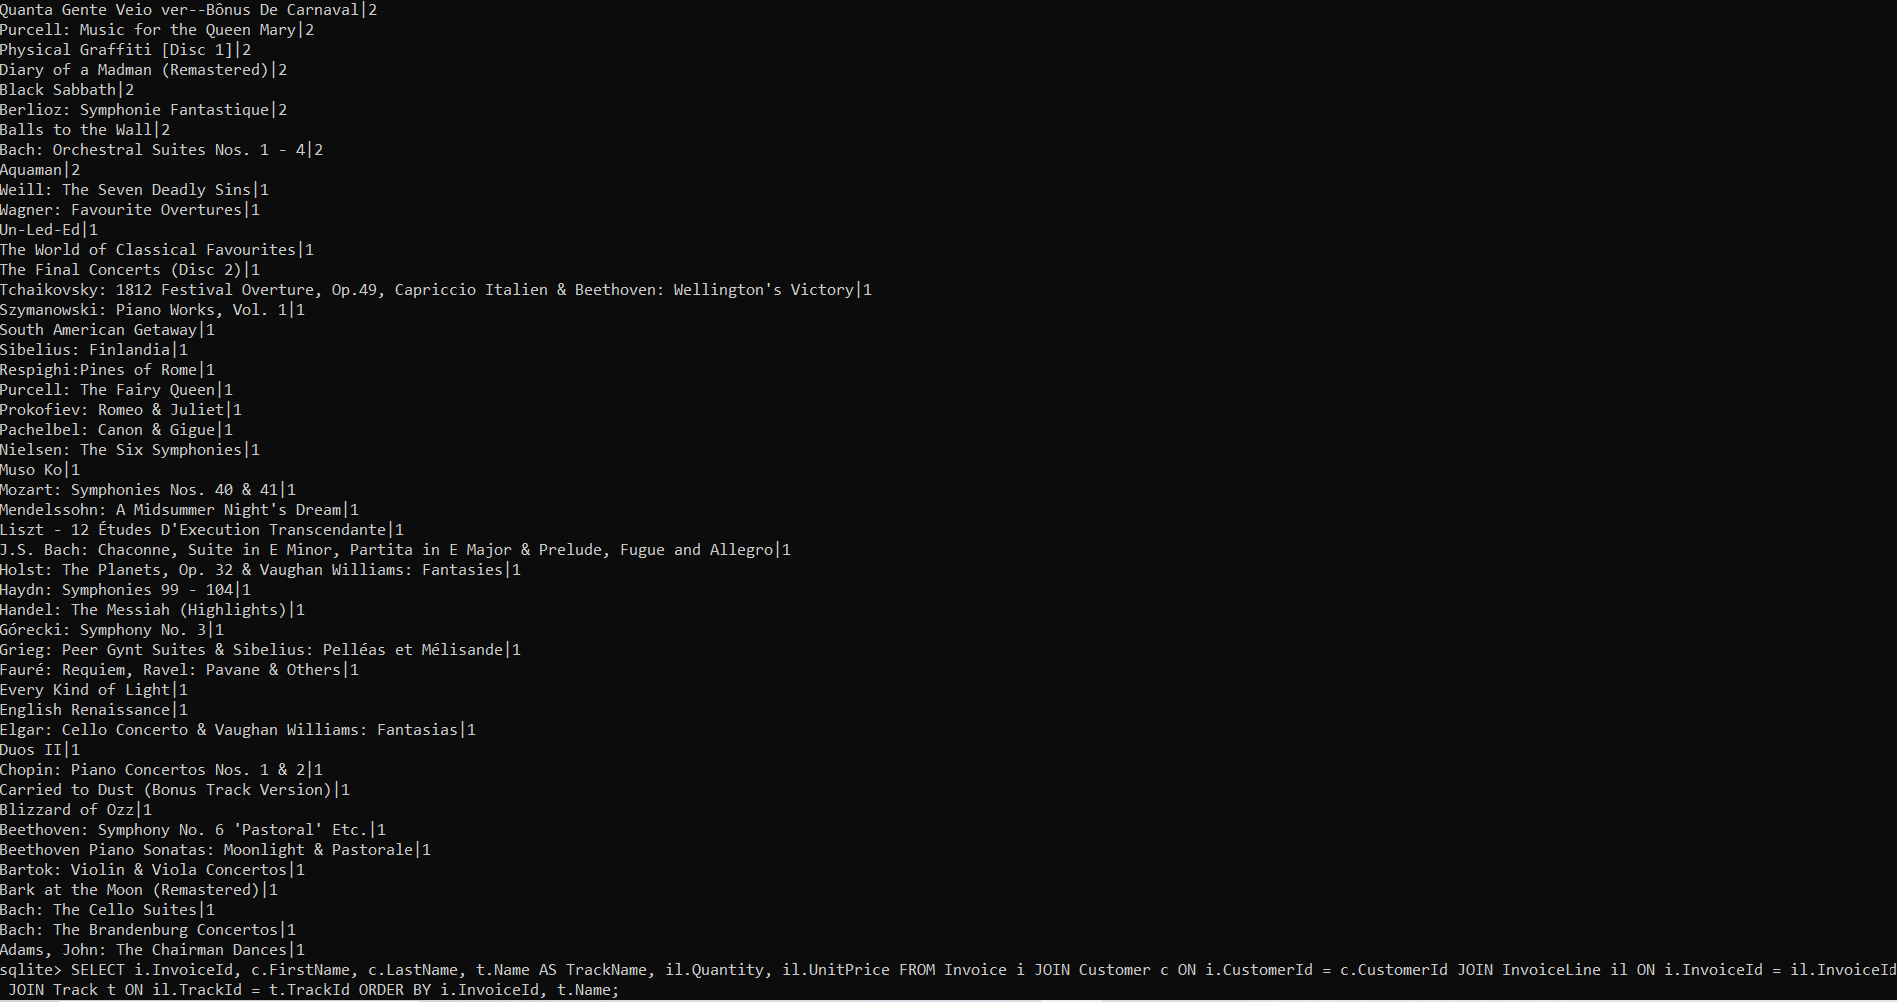 Quanta Gente Veio ver--Bônus De Carnaval|2
Purcell: Music for the Queen Mary|2
Physical Graffiti [Disc 1]|2
Diary of a Madman (Remastered)|2
Black Sabbath|2
Berlioz: Symphonie Fantastique|2
Balls to the Wall|2
Bach: Orchestral Suites Nos. 1 - 4|2
Aquaman|2
Weill: The Seven Deadly Sins|1
Wagner: Favourite Overtures|1
Un-Led-Ed|1
The World of Classical Favourites|1
The Final Concerts (Disc 2)|1
Tchaikovsky: 1812 Festival Overture, Op.49, Capriccio Italien & Beethoven: Wellington's Victory|1
Szymanowski: Piano Works, Vol. 1|1
South American Getaway|1
Sibelius: Finlandia|1
Respighi:Pines of Rome|1
Purcell: The Fairy Queen|1
Prokofiev: Romeo & Juliet|1
Pachelbel: Canon & Gigue|1
Nielsen: The Six Symphonies|1
Muso Ko|1
Mozart: Symphonies Nos. 40 & 41|1
Mendelssohn: A Midsummer Night's Dream|1
Liszt - 12 Études D'Execution Transcendante|1
J.S. Bach: Chaconne, Suite in E Minor, Partita in E Major & Prelude, Fugue and Allegro|1
Holst: The Planets, Op. 32 & Vaughan Williams: Fantasies|1
Haydn: Symphonies 99 - 104|1
Handel: The Messiah (Highlights)|1
Górecki: Symphony No. 3|1
Grieg: Peer Gynt Suites & Sibelius: Pelléas et Mélisande|1
Fauré: Requiem, Ravel: Pavane & Others|1
Every Kind of Light|1
English Renaissance|1
Elgar: Cello Concerto & Vaughan Williams: Fantasias|1
Duos II|1
Chopin: Piano Concertos Nos. 1 & 2|1
Carried to Dust (Bonus Track Version)|1
Blizzard of Ozz|1
Beethoven: Symphony No. 6 'Pastoral' Etc.|1
Beethoven Piano Sonatas: Moonlight & Pastorale|1
Bartok: Violin & Viola Concertos|1
Bark at the Moon (Remastered)|1
Bach: The Cello Suites|1
Bach: The Brandenburg Concertos|1
Adams, John: The Chairman Dances|1
sqlite> SELECT i.InvoiceId, c.FirstName, c.LastName, t.Name AS TrackName, il.Quantity, il.UnitPrice FROM Invoice i JOIN Customer c ON i.CustomerId = c.CustomerId JOIN InvoiceLine il ON i.InvoiceId = il.InvoiceId
JOIN Track t ON il.TrackId = t.TrackId ORDER BY i.InvoiceId, t.Name;